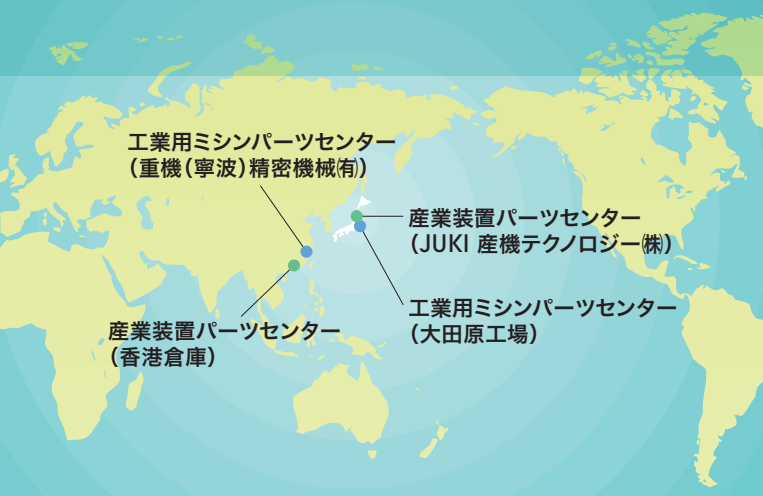 工業用ミシンパーツセンター
（重機（寧波）精密機械㈲）
産業装置パーツセンター
（JUKI 産機テクノロジー㈱）
工業用ミシンパーツセンター
（大田原工場）
産業装置パーツセンター
（香港倉庫）